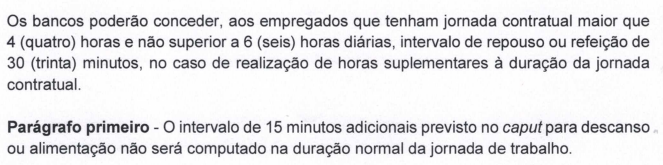 Os bancos poderão conceder, aos empregados que tenham jornada contratual maior que
4 (quatro) horas e não superior a 6 (seis) horas diárias, intervalo de repouso ou refeição de
30 (trinta) minutos, no caso de realização de horas suplementares à duração da jornada
contratual.
Parágrafo primeiro - O intervalo de 15 minutos adicionais previsto no caput para descanso
ou alimentação não será computado na duração normal da jornada de trabalho.